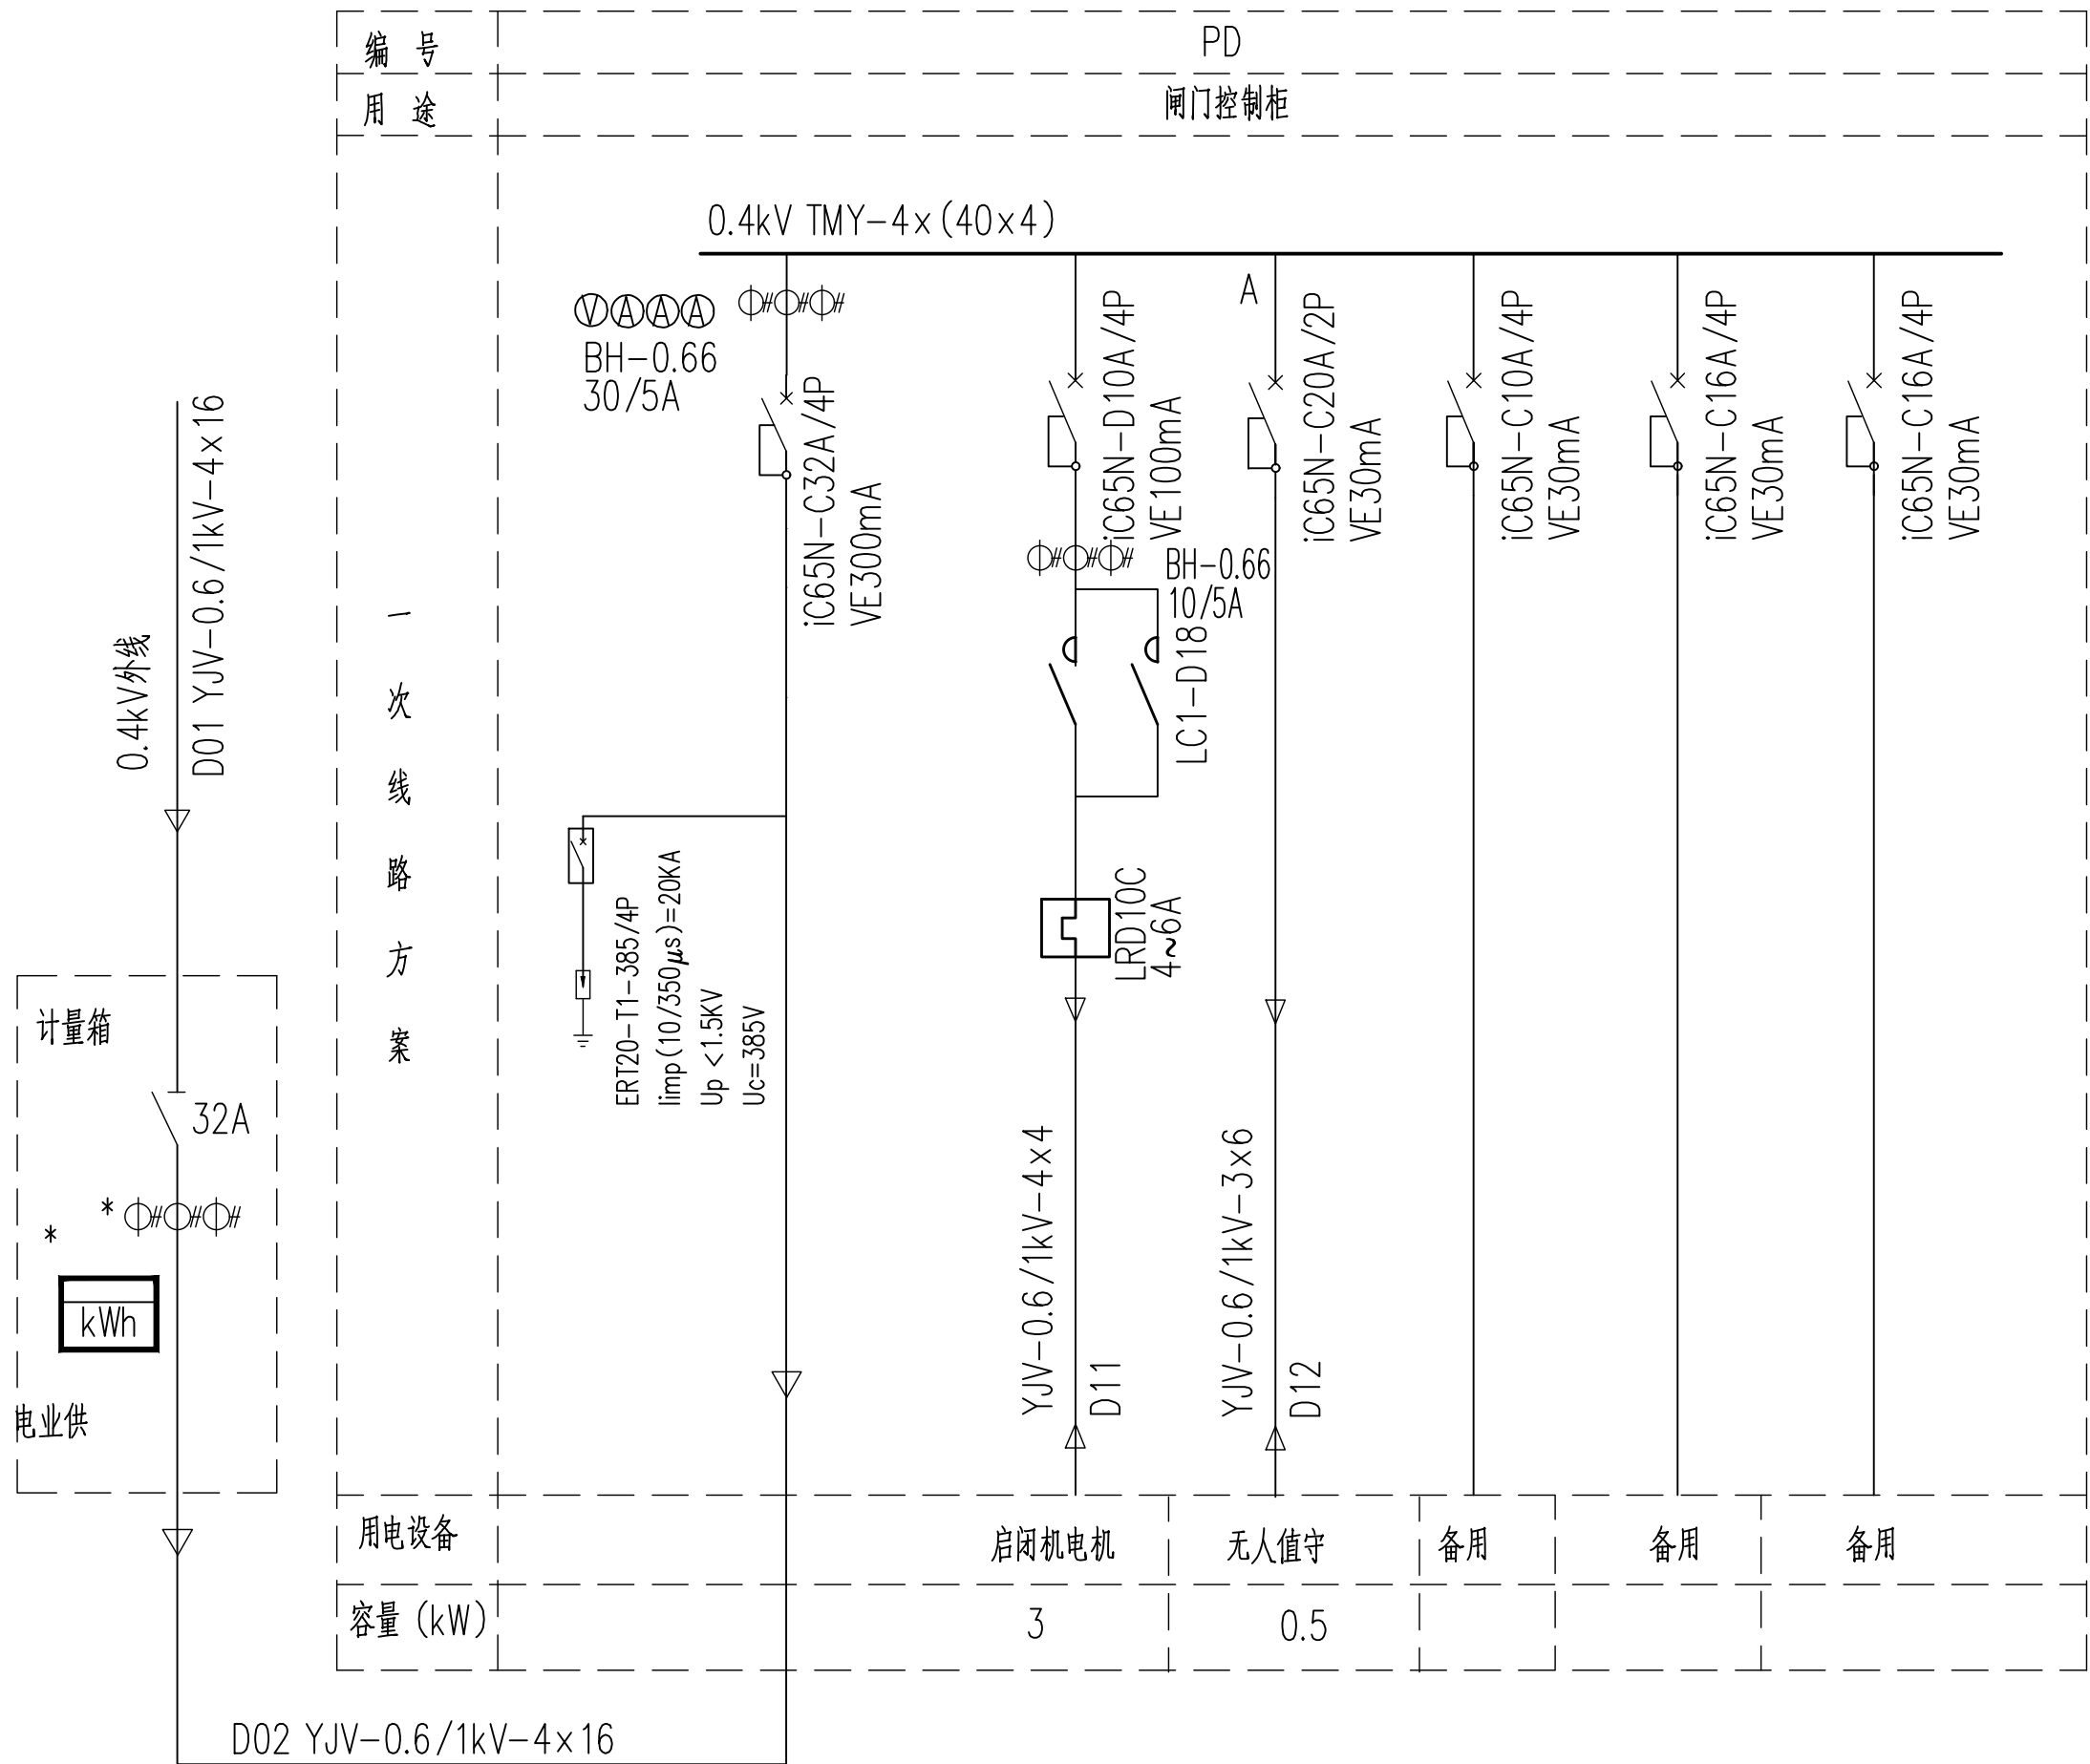 编 号
PD
用 途
闸门控制柜
一次线路方案
0.4kV TMY-4x(40x4)
V A A A
BH-0.66
30/5A
iC65N-C32A/4P
VE300mA
iC65N-D10A/4P
VE100mA
BH-0.66
10/5A
LC1-D18
LRD10C
4~6A
A
iC65N-C20A/2P
VE30mA
iC65N-C10A/4P
VE30mA
iC65N-C16A/4P
VE30mA
iC65N-C16A/4P
VE30mA
0.4kV外线
D01 YJV-0.6/1kV-4x16
ERT20-T1-385/4P
Iimp(10/350μs)=20KA
Up<1.5KV
Uc=385V
YJV-0.6/1kV-4x4
D11
YJV-0.6/1kV-3x6
D12
计量箱
32A
*
*
kWh
电业供
用电设备
启闭机电机
无人值守
备用
备用
备用
容量(kW)
3
0.5
D02 YJV-0.6/1kV-4x16